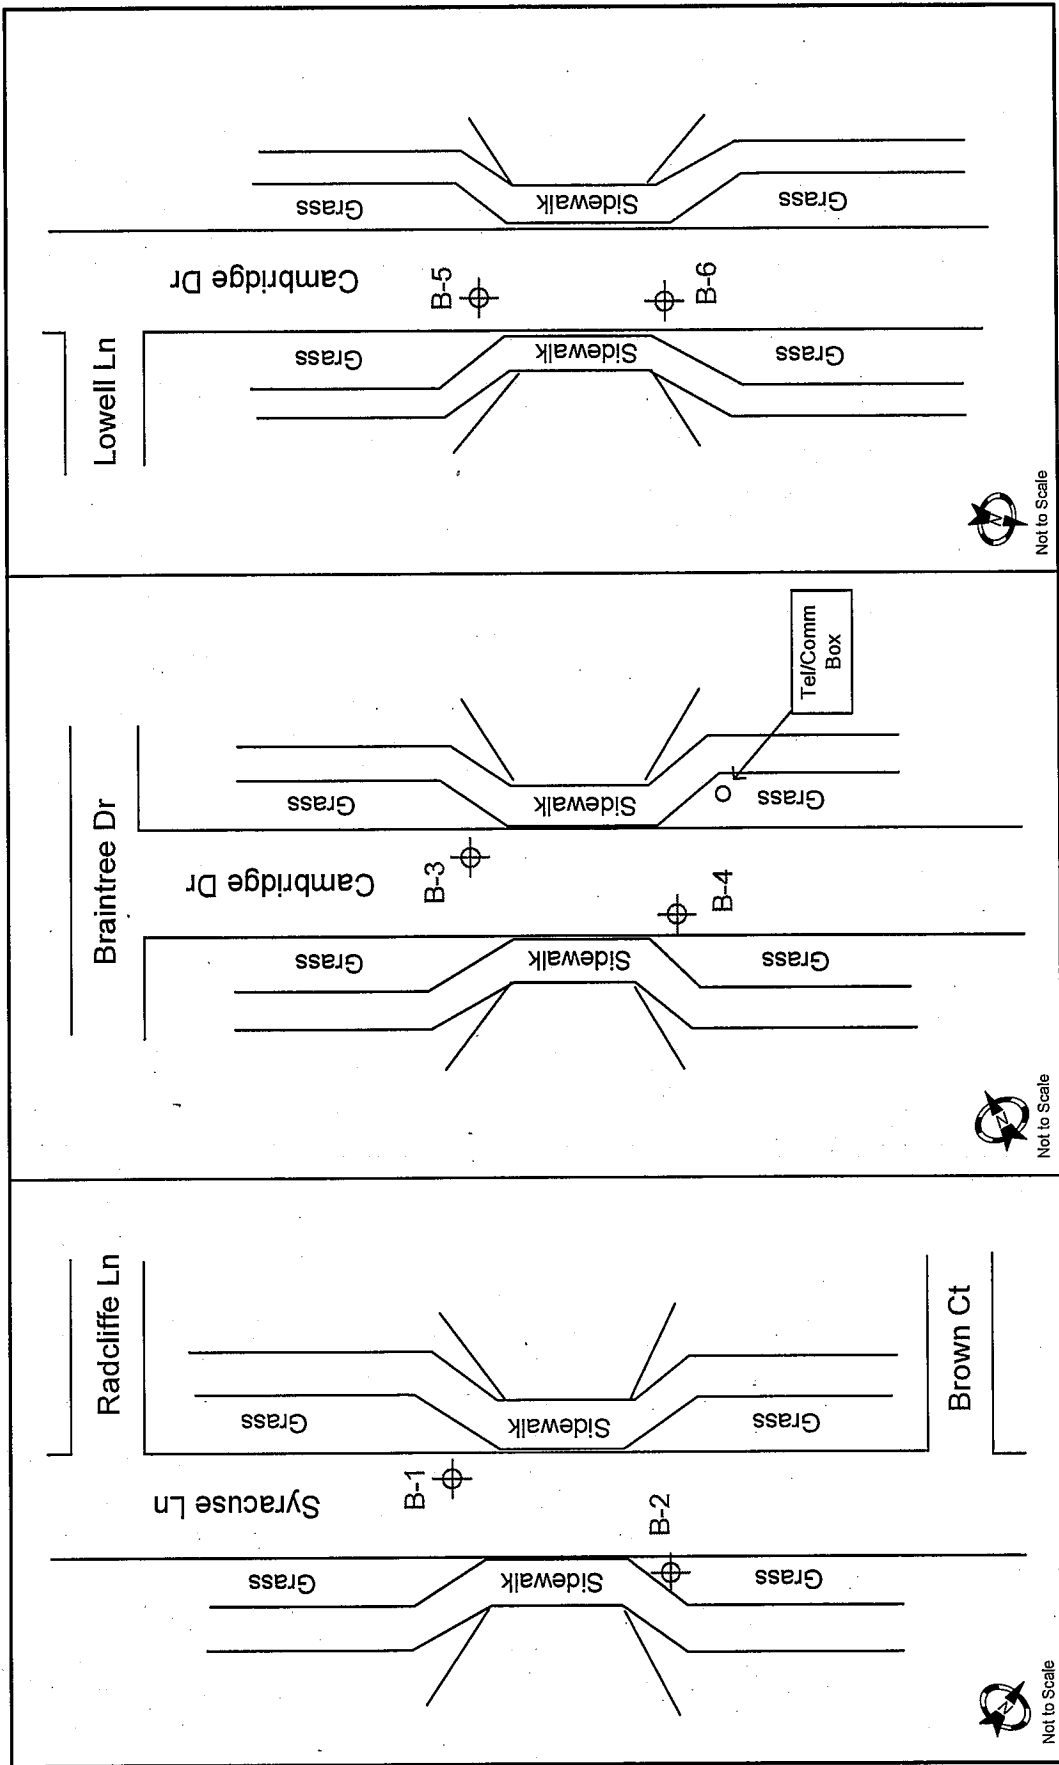 Radcliffe Ln
Syracuse Ln
Grass
Grass
B-1
Sidewalk
Sidewalk
B-2
Grass
Grass
Brown Ct
N
Not to Scale
Braintree Dr
Cambridge Dr
Grass
Grass
B-3
Sidewalk
Sidewalk
B-4
Grass
Grass
Tel/Comm
Box
N
Not to Scale
Lowell Ln
Cambridge Dr
Grass
Grass
B-5
Sidewalk
Sidewalk
B-6
Grass
Grass
N
Not to Scale